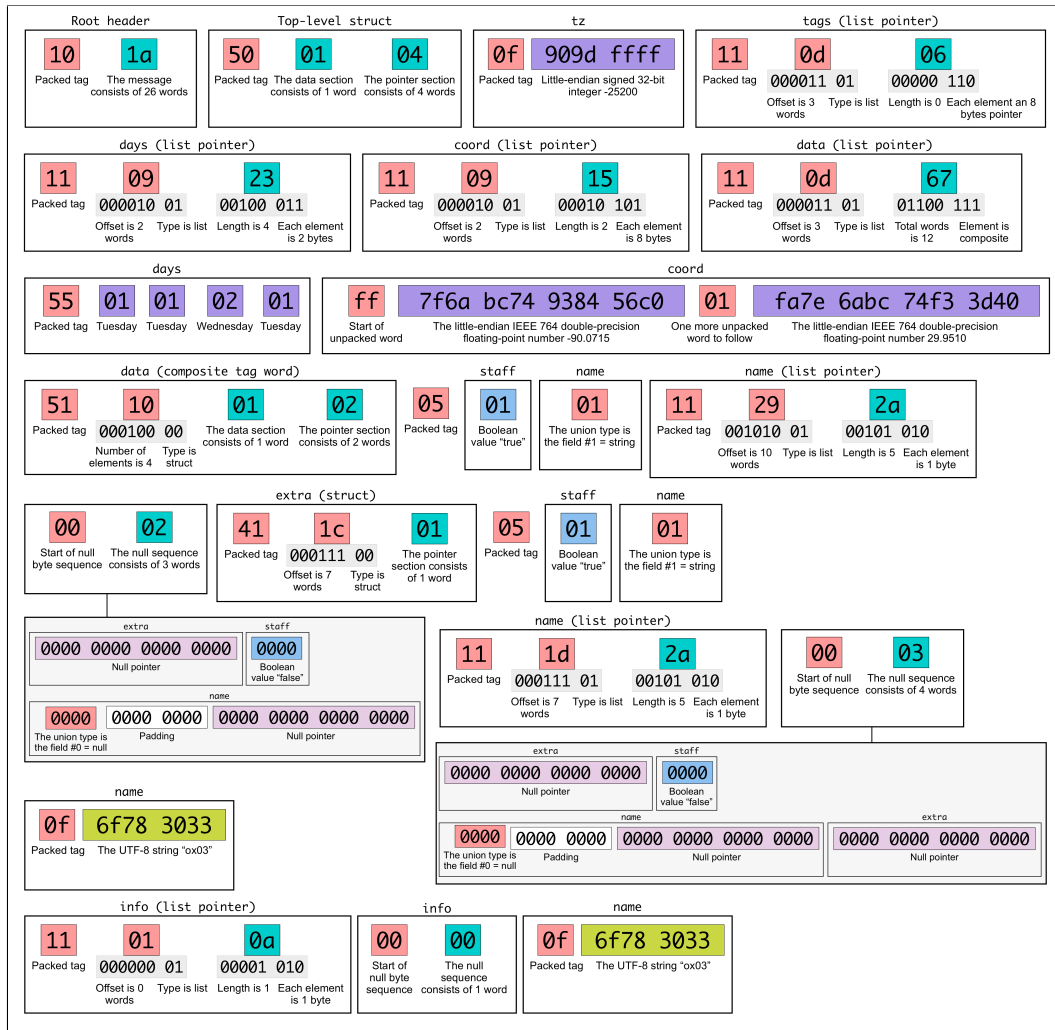 Root header
10 1a
Packed tag The message consists of 26 words
Top-level struct
50 01 04
Packed tag The data section consists of 1 word The pointer section consists of 4 words
tz
0f 909d ffff
Packed tag Little-endian signed 32-bit integer -25200
tags (list pointer)
11 0d 06
Packed tag 000011 01 00000 110
Offset is 3 words Type is list Length is 0 Each element an 8 bytes pointer
days (list pointer)
11 09 23
Packed tag 000010 01 00100 011
Offset is 2 words Type is list Length is 4 Each element is 2 bytes
coord (list pointer)
11 09 15
Packed tag 000010 01 00010 101
Offset is 2 words Type is list Length is 2 Each element is 8 bytes
data (list pointer)
11 0d 67
Packed tag 000011 01 01100 111
Offset is 3 words Type is list Total words is 12 Element is composite
days
55 01 01 02 01
Packed tag Tuesday Tuesday Wednesday Tuesday
coord
ff 7f6a bc74 9384 56c0 01 fa7e 6abc 74f3 3d40
Start of unpacked word The little-endian IEEE 764 double-precision floating-point number -90.0715 One more unpacked word to follow The little-endian IEEE 764 double-precision floating-point number 29.9510
data (composite tag word)
51 10 01 02
Packed tag 000100 00 The data section consists of 1 word The pointer section consists of 2 words
Number of elements is 4 Type is struct
05
Packed tag
staff
01
Boolean value “true”
name
01
The union type is the field #1 = string
name (list pointer)
11 29 2a
Packed tag 001010 01 00101 010
Offset is 10 words Type is list Length is 5 Each element is 1 byte
00 02
Start of null byte sequence The null sequence consists of 3 words
extra (struct)
41 1c 01
Packed tag 000111 00 The pointer section consists of 1 word
Offset is 7 words Type is struct
05
Packed tag
staff
01
Boolean value “true”
name
01
The union type is the field #1 = string
extra
0000 0000 0000 0000
Null pointer
staff
0000
Boolean value “false”
name
0000 0000 0000 0000 0000 0000 0000
The union type is the field #0 = null Padding Null pointer
name (list pointer)
11 1d 2a
Packed tag 000111 01 00101 010
Offset is 7 words Type is list Length is 5 Each element is 1 byte
00 03
Start of null byte sequence The null sequence consists of 4 words
extra
0000 0000 0000 0000
Null pointer
staff
0000
Boolean value “false”
name
0000 0000 0000 0000 0000 0000 0000
The union type is the field #0 = null Padding Null pointer
extra
0000 0000 0000 0000
Null pointer
name
0f 6f78 3033
Packed tag The UTF-8 string “ox03”
info (list pointer)
11 01 0a
Packed tag 000000 01 00001 010
Offset is 0 words Type is list Length is 1 Each element is 1 byte
info
00 00
Start of null byte sequence The null sequence consists of 1 word
name
0f 6f78 3033
Packed tag The UTF-8 string “ox03”